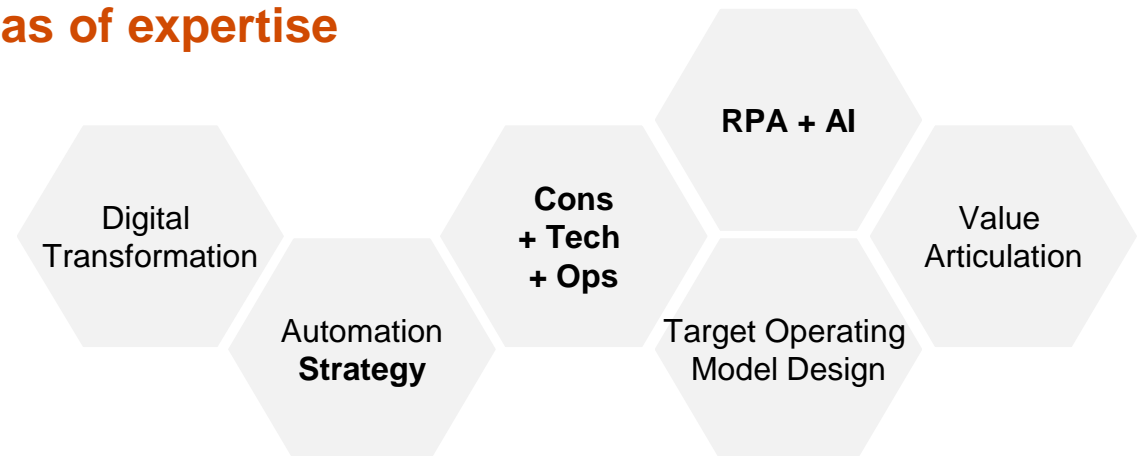 as of expertise
RPA + AI
Digital
Transformation
Cons
+ Tech
+ Ops
Value
Articulation
Automation
Strategy
Target Operating
Model Design